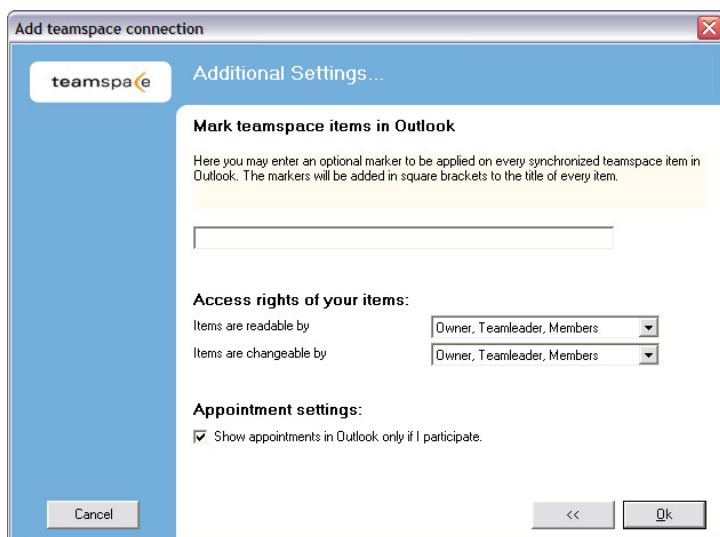 Add teamspace connection
teamspace
Additional Settings...
Mark teamspace items in Outlook
Here you may enter an optional marker to be applied on every synchronized teamspace item in
Outlook. The markers will be added in square brackets to the title of every item.
Access rights of your items:
Items are readable by
Owner, Teamleader, Members
Items are changeable by
Owner, Teamleader, Members
Appointment settings:
Show appointments in Outlook only if I participate.
Cancel
<<
Ok